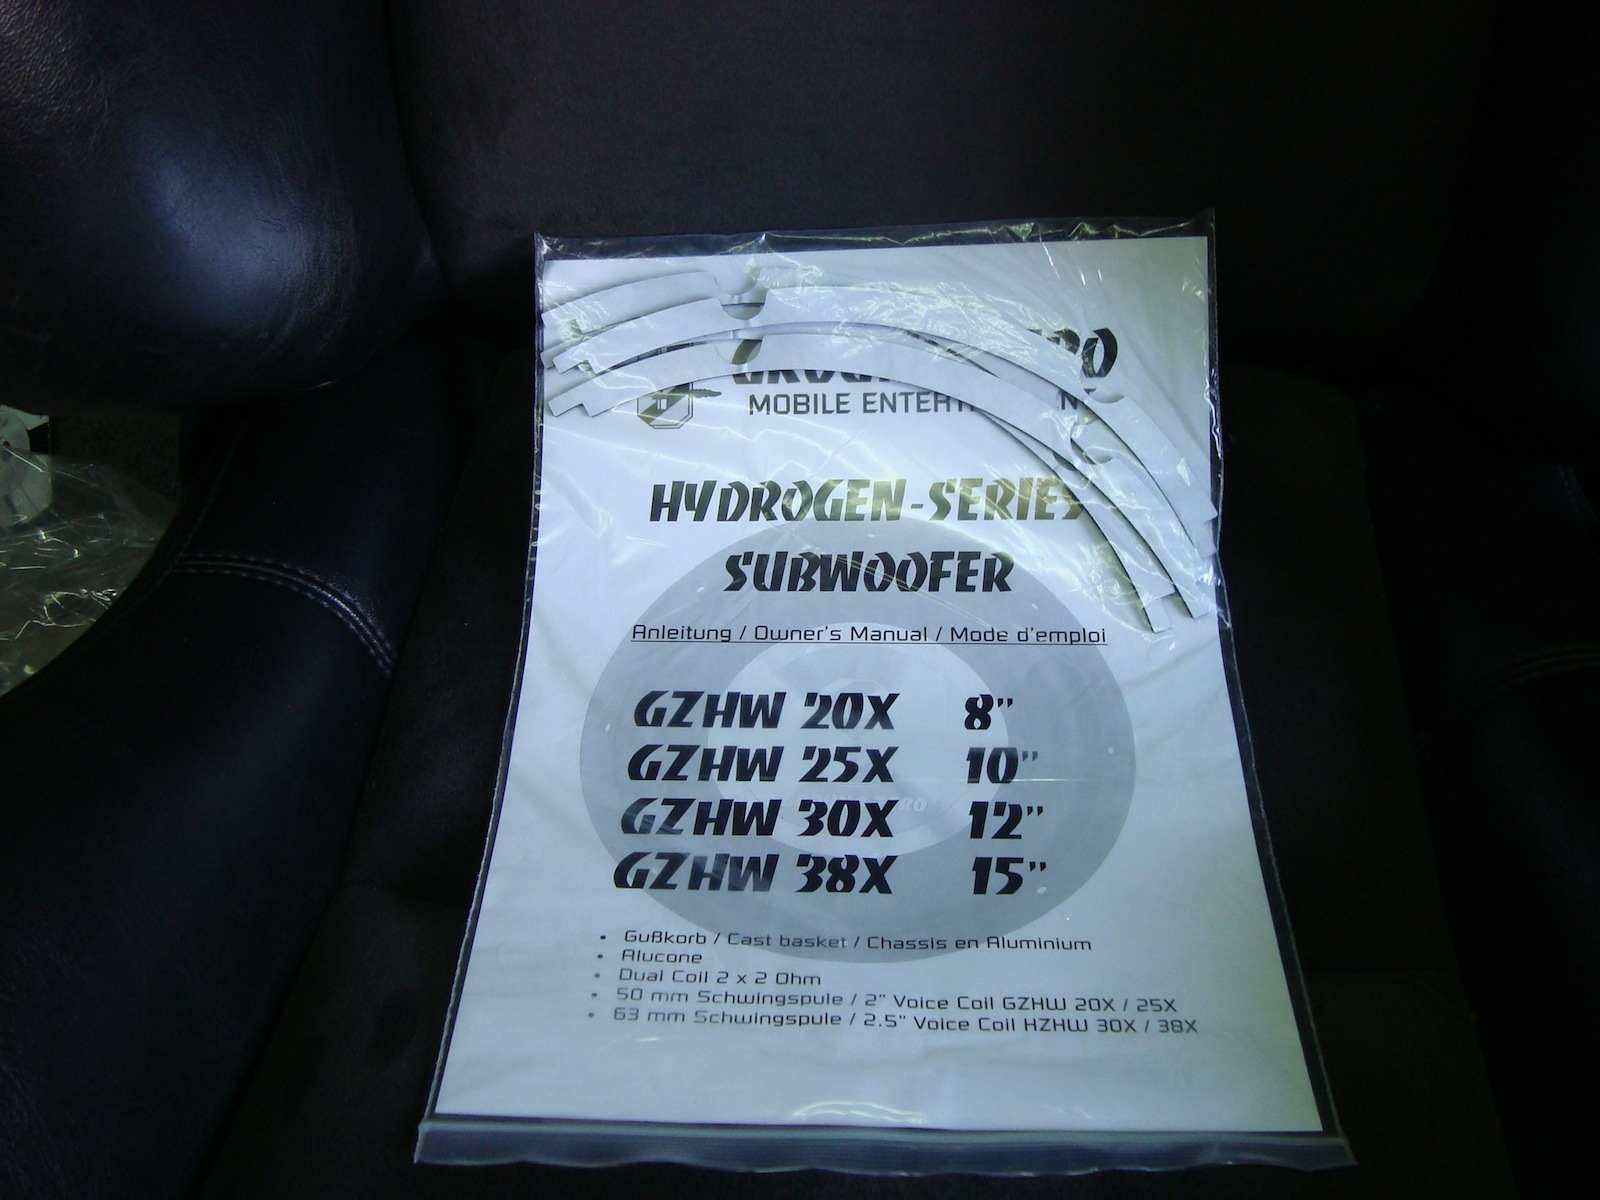 MOBILE
HYDROGEN-SERIES
SUBWOOFER
Anleitung / Owner's Manual / Mode d'emploi
GZHW 20X 8"
GZHW 25X 10"
GZHW 30X 12"
GZHW 38X 15"
• Gußkorb / Cast basket / Chassis en Aluminium
• Alucone
• Dual Coil 2 x 2 Ohm
• 50 mm Schwingspule / 2" Voice Coil GZHW 20X / 25X
• 63 mm Schwingspule / 2.5" Voice Coil HZHW 30X / 38X